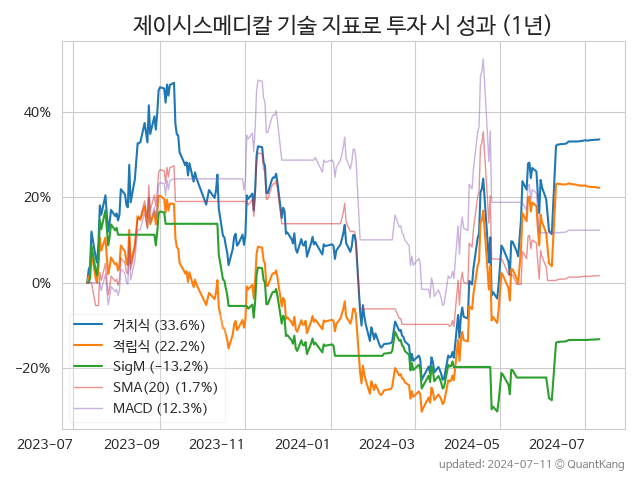 제이시스메디칼 기술 지표로 투자 시 성과 (1년)
40%
20%
0%
−20%
거치식 (33.6%)
적립식 (22.2%)
SigM (−13.2%)
SMA(20) (1.7%)
MACD (12.3%)
2023-07 2023-09 2023-11 2024-01 2024-03 2024-05 2024-07
updated: 2024-07-11 © QuantKang